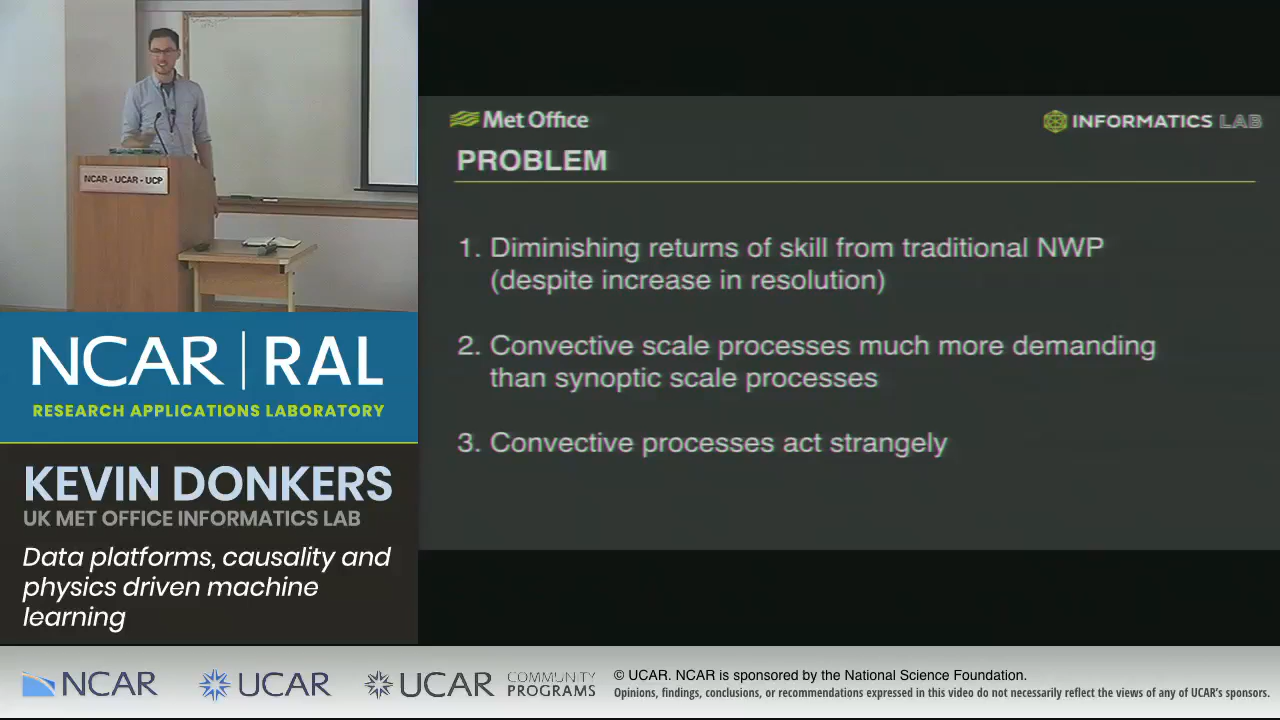 NCAR - UCAR - UCP
NCAR | RAL
RESEARCH APPLICATIONS LABORATORY
KEVIN DONKERS
UK MET OFFICE INFORMATICS LAB
Data platforms, causality and
physics driven machine
learning
Met Office
INFORMATICS LAB
PROBLEM
1. Diminishing returns of skill from traditional NWP
(despite increase in resolution)
2. Convective scale processes much more demanding
than synoptic scale processes
3. Convective processes act strangely
NCAR
UCAR
UCAR
COMMUNITY
PROGRAMS
© UCAR. NCAR is sponsored by the National Science Foundation.
Opinions, findings, conclusions, or recommendations expressed in this video do not necessarily reflect the views of any of UCAR's sponsors.